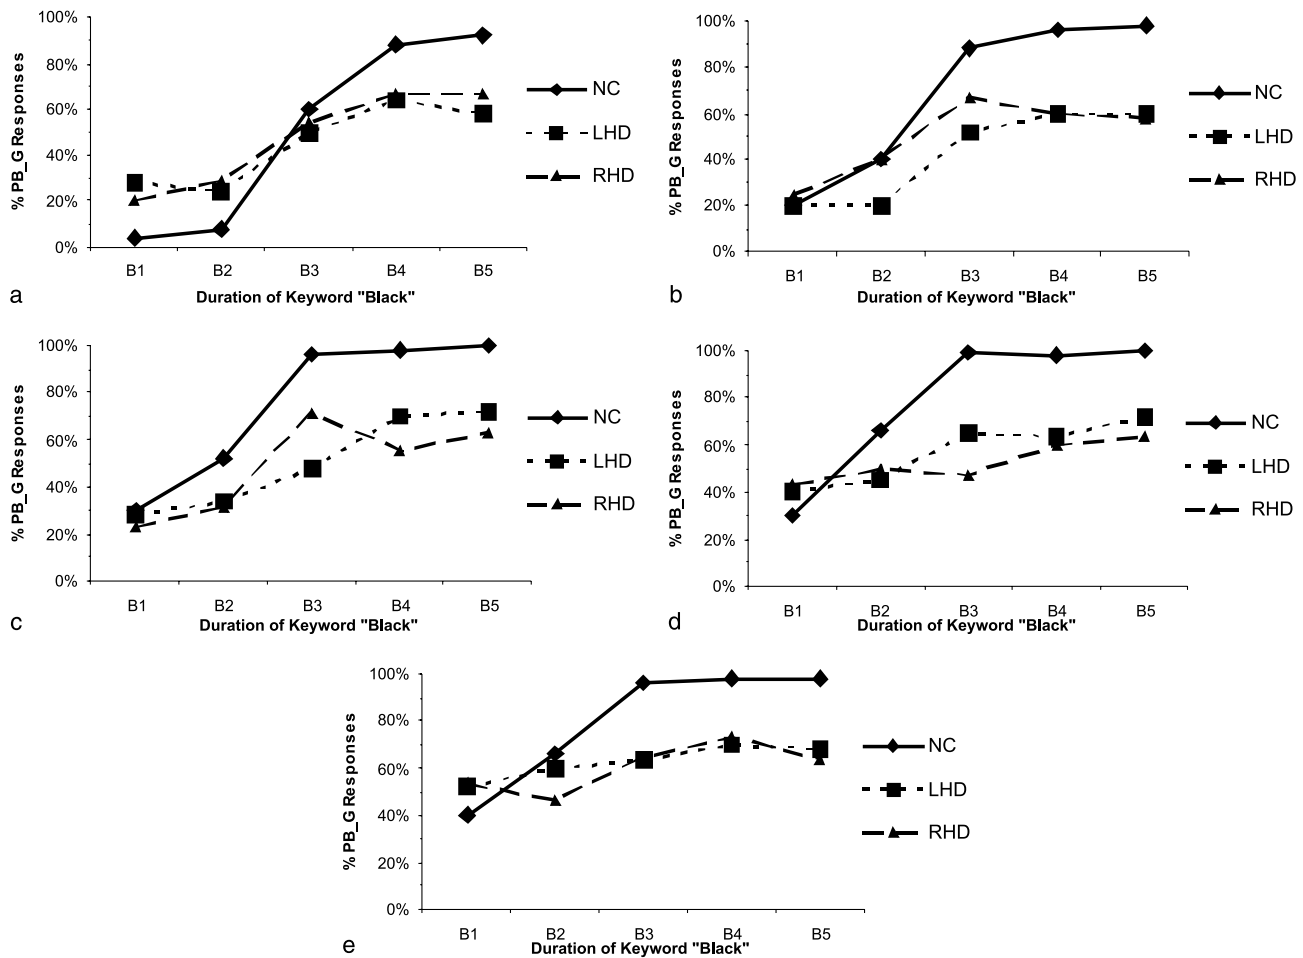 100%
80%
60%
40%
20%
0%
% PB_G Responses
B1 B2 B3 B4 B5
Duration of Keyword "Black"
NC
LHD
RHD
a
100%
80%
60%
40%
20%
0%
% PB_G Responses
B1 B2 B3 B4 B5
Duration of Keyword "Black"
NC
LHD
RHD
b
100%
80%
60%
40%
20%
0%
% PB_G Responses
B1 B2 B3 B4 B5
Duration of Keyword "Black"
NC
LHD
RHD
c
100%
80%
60%
40%
20%
0%
% PB_G Responses
B1 B2 B3 B4 B5
Duration of Keyword "Black"
NC
LHD
RHD
d
100%
80%
60%
40%
20%
0%
% PB_G Responses
B1 B2 B3 B4 B5
Duration of Keyword "Black"
NC
LHD
RHD
e